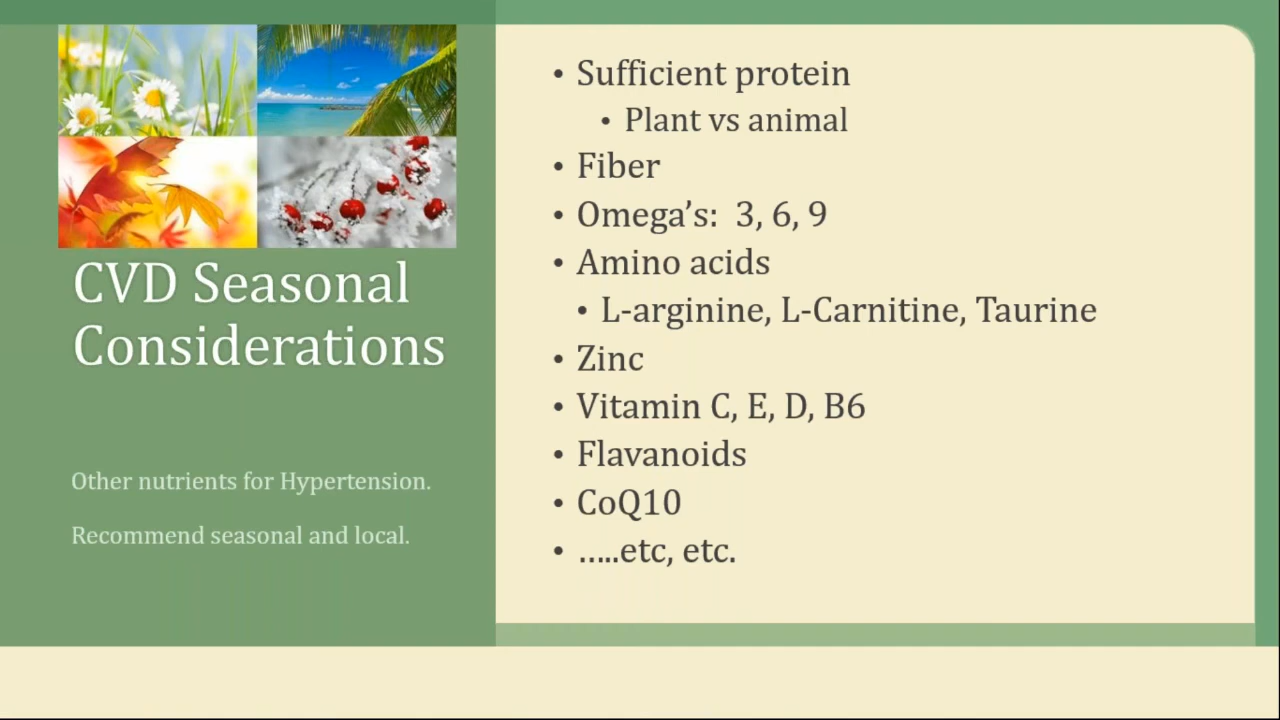 CVD Seasonal
Considerations
Other nutrients for Hypertension.
Recommend seasonal and local.
• Sufficient protein
• Plant vs animal
• Fiber
• Omega’s:  3, 6, 9
• Amino acids
• L-arginine, L-Carnitine, Taurine
• Zinc
• Vitamin C, E, D, B6
• Flavanoids
• CoQ10
• …..etc, etc.